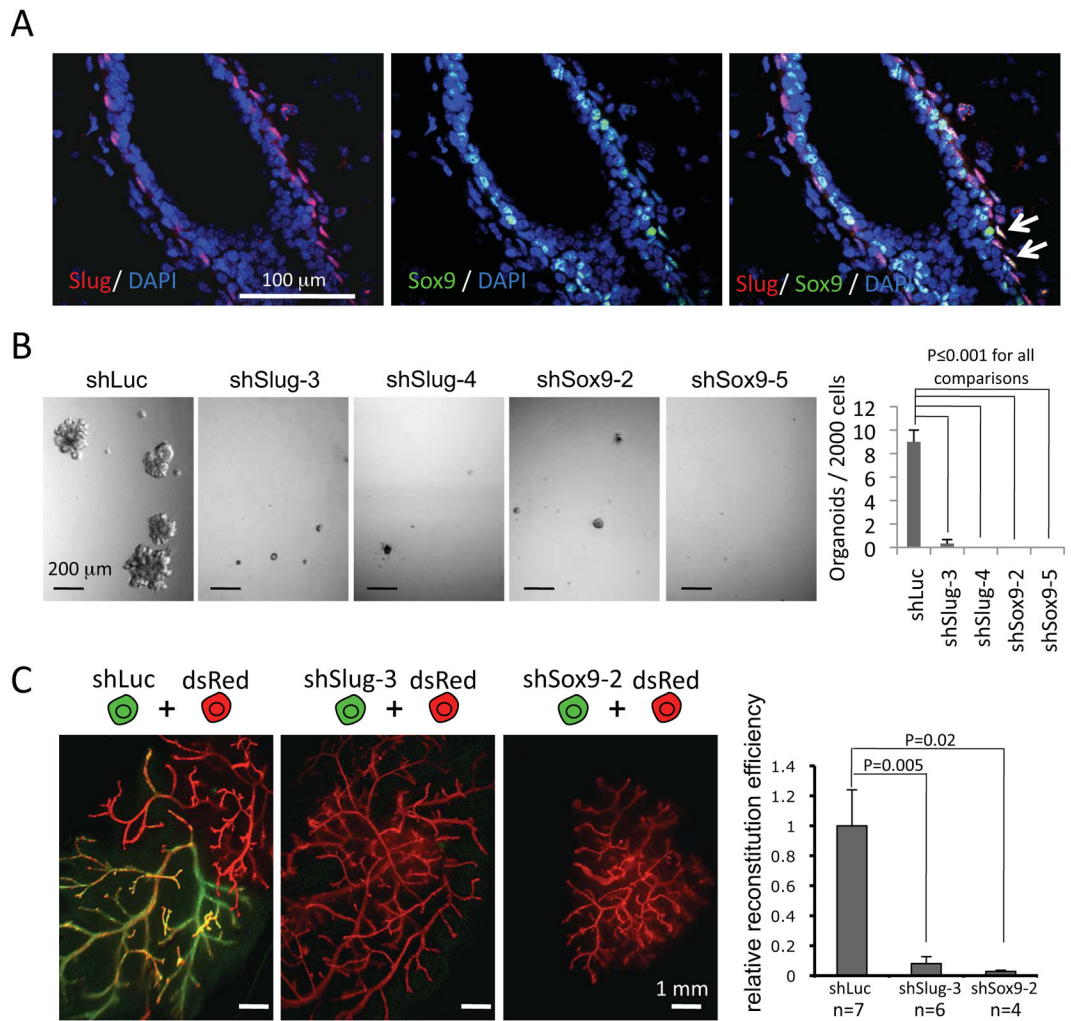 A
Slug/ DAPI
100 μm
Sox9 / DAPI
Slug/ Sox9 / DAPI
B
shLuc
shSlug-3
shSlug-4
shSox9-2
shSox9-5
200 μm
P≤0.001 for all
comparisons
Organoids / 2000 cells
12
10
8
6
4
2
0
shLuc
shSlug-3
shSlug-4
shSox9-2
shSox9-5
C
shLuc + dsRed
shSlug-3 + dsRed
shSox9-2 + dsRed
1 mm
relative reconstitution efficiency
P=0.02
P=0.005
1.4
1.2
1
0.8
0.6
0.4
0.2
0
shLuc shSlug-3 shSox9-2
n=7 n=6 n=4